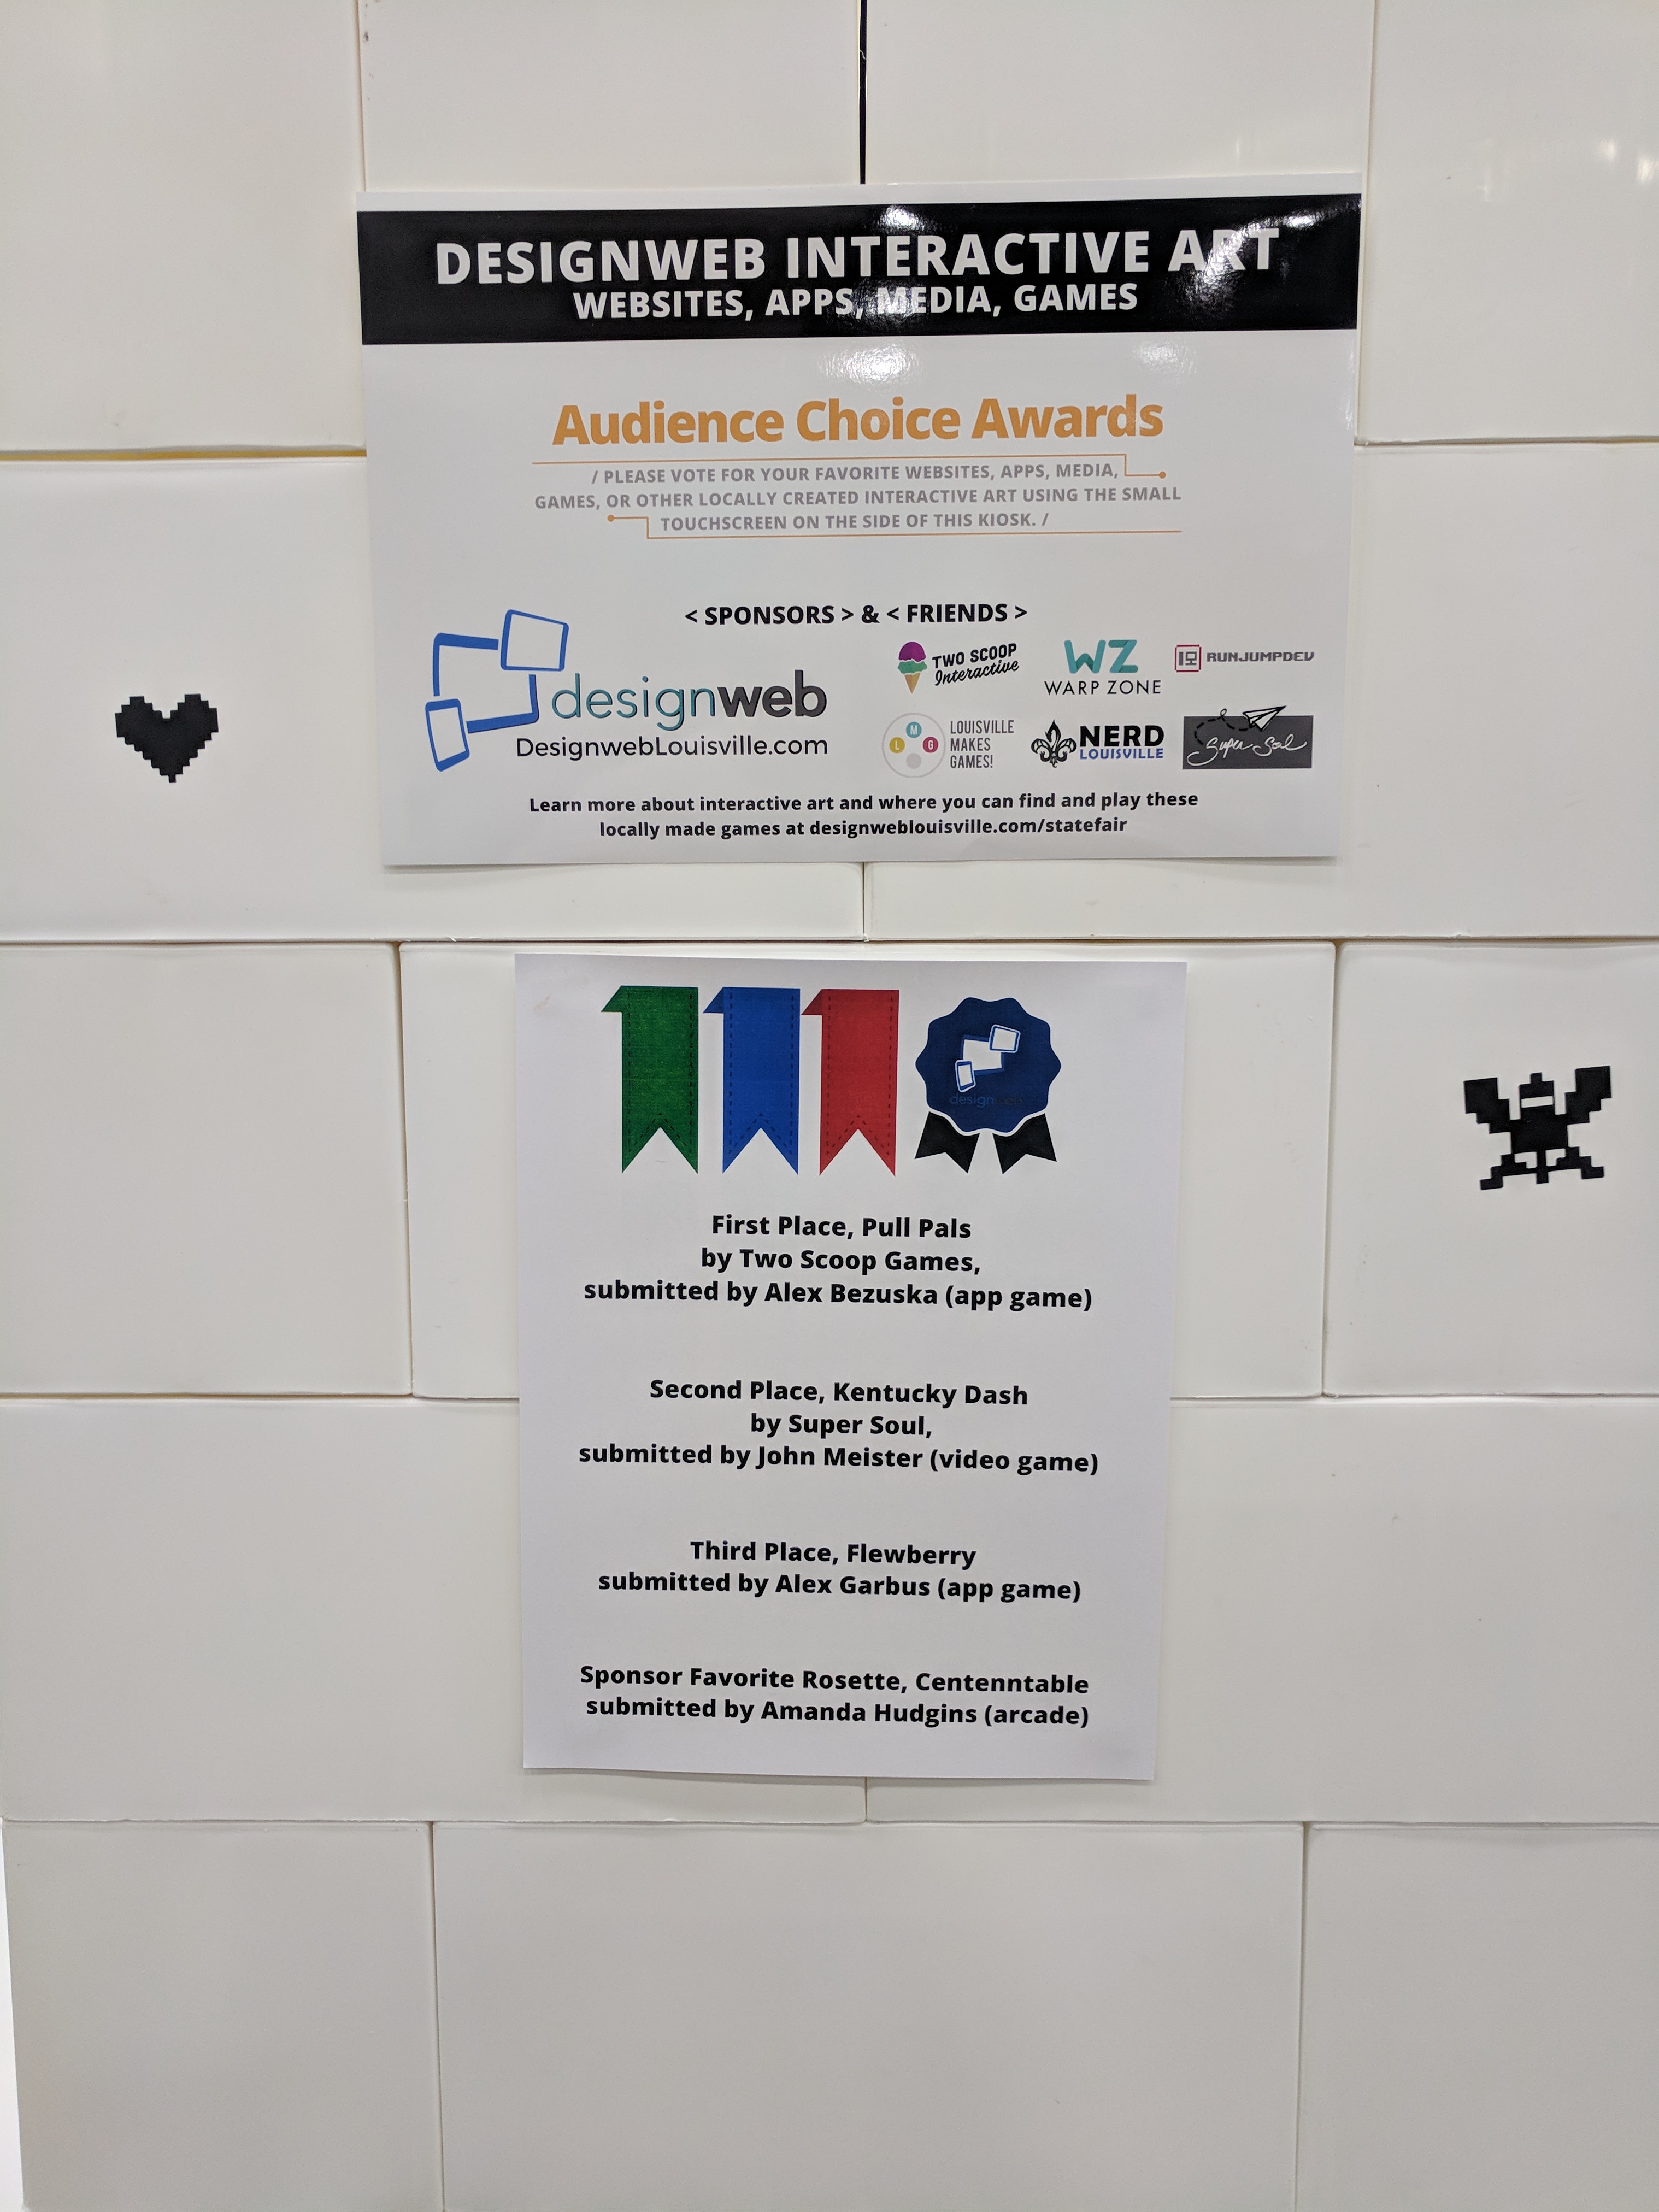 DESIGNWEB INTERACTIVE ART
WEBSITES, APPS, MEDIA, GAMES
Audience Choice Awards
/ PLEASE VOTE FOR YOUR FAVORITE WEBSITES, APPS, MEDIA,
GAMES, OR OTHER LOCALLY CREATED INTERACTIVE ART USING THE SMALL
TOUCHSCREEN ON THE SIDE OF THIS KIOSK. /
< SPONSORS > & < FRIENDS >
designweb
DesignwebLouisville.com
TWO SCOOP
Interactive
WZ
WARP ZONE
RUNJUMPDEV
L M G
LOUISVILLE
MAKES
GAMES!
NERD
LOUISVILLE
Super Soul
Learn more about interactive art and where you can find and play these
locally made games at designweblouisville.com/statefair
designweb
First Place, Pull Pals
by Two Scoop Games,
submitted by Alex Bezuska (app game)
Second Place, Kentucky Dash
by Super Soul,
submitted by John Meister (video game)
Third Place, Flewberry
submitted by Alex Garbus (app game)
Sponsor Favorite Rosette, Centenntable
submitted by Amanda Hudgins (arcade)